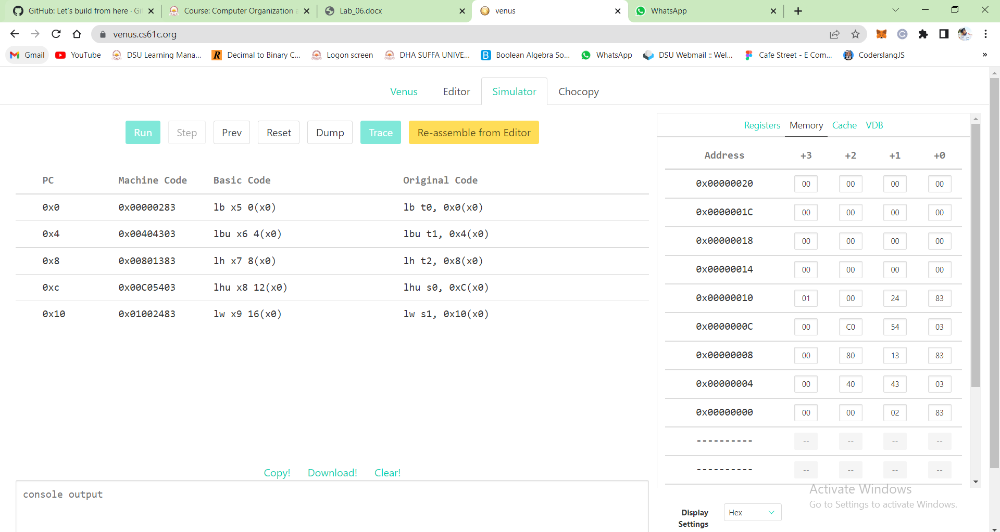 GitHub: Let's build from here · Gi
Course: Computer Organization a
Lab_06.docx
venus
WhatsApp
venus.cs61c.org
Gmail
YouTube
DSU Learning Mana...
Decimal to Binary C...
Logon screen
DHA SUFFA UNIVE...
Boolean Algebra So...
WhatsApp
DSU Webmail :: Wel...
Cafe Street - E Com...
CoderslangJS
»
Venus Editor Simulator Chocopy
Run Step Prev Reset Dump Trace Re-assemble from Editor
PC Machine Code Basic Code Original Code
0x0 0x00000283 lb x5 0(x0) lb t0, 0x0(x0)
0x4 0x00404303 lbu x6 4(x0) lbu t1, 0x4(x0)
0x8 0x00801383 lh x7 8(x0) lh t2, 0x8(x0)
0xc 0x00C05403 lhu x8 12(x0) lhu s0, 0xC(x0)
0x10 0x01002483 lw x9 16(x0) lw s1, 0x10(x0)
Copy! Download! Clear!
console output
Registers Memory Cache VDB
Address +3 +2 +1 +0
0x00000020 00 00 00 00
0x0000001C 00 00 00 00
0x00000018 00 00 00 00
0x00000014 00 00 00 00
0x00000010 01 00 24 83
0x0000000C 00 C0 54 03
0x00000008 00 80 13 83
0x00000004 00 40 43 03
0x00000000 00 00 02 83
---------- -- -- -- --
---------- -- -- -- --
Activate Windows
Go to Settings to activate Windows.
Display
Settings
Hex